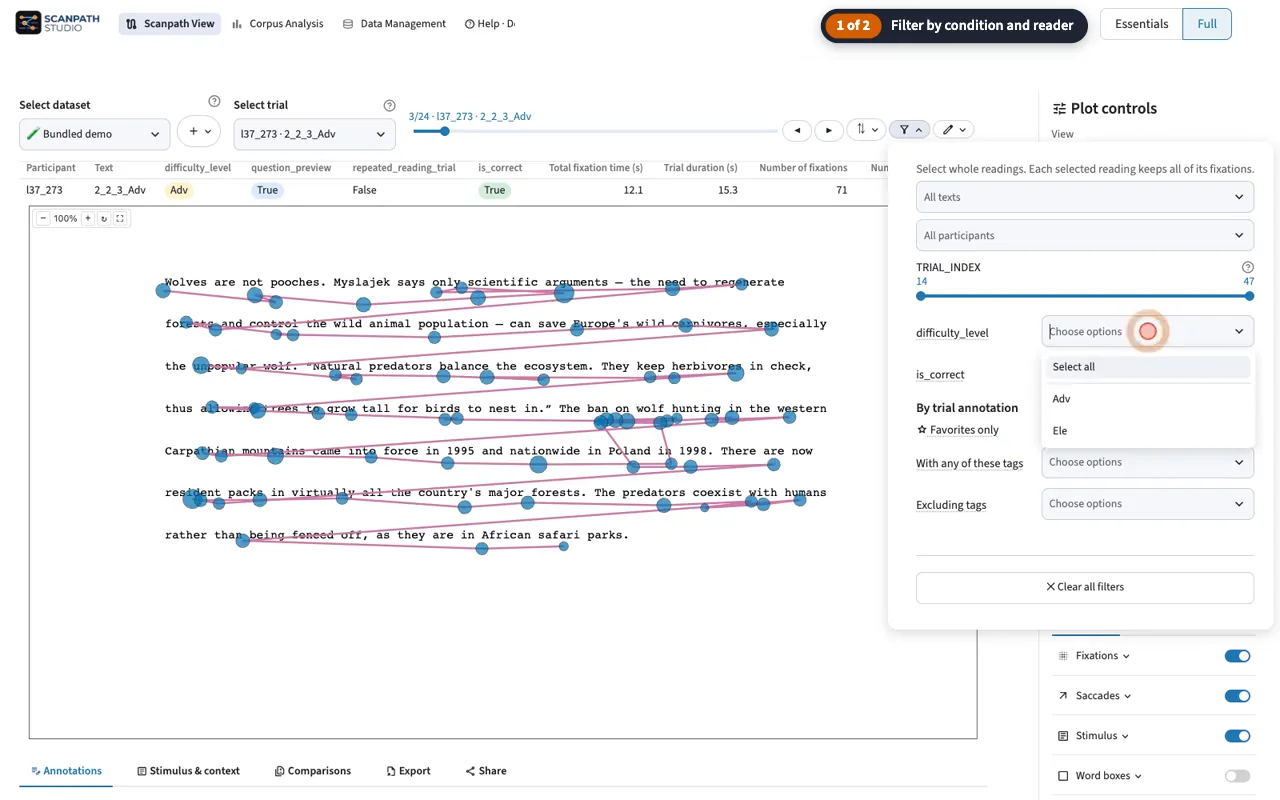 SCANPATH
STUDIO
Scanpath View
Corpus Analysis
Data Management
Help · D
1 of 2 Filter by condition and reader
Essentials
Full
Select dataset
Select trial
Bundled demo
+
l37_273 · 2_2_3_Adv
3/24 · l37_273 · 2_2_3_Adv
Plot controls
View
Participant Text difficulty_level question_preview repeated_reading_trial is_correct Total fixation time (s) Trial duration (s) Number of fixations Num
l37_273 2_2_3_Adv Adv True False True 12.1 15.3 71
− 100% +
Wolves are not pooches. Myslajek says only scientific arguments — the need to regenerate
forests and control the wild animal population — can save Europe's wild carnivores, especially
the unpopular wolf. "Natural predators balance the ecosystem. They keep herbivores in check,
thus allowing trees to grow tall for birds to nest in.” The ban on wolf hunting in the western
Carpathian mountains came into force in 1995 and nationwide in Poland in 1998. There are now
resident packs in virtually all the country's major forests. The predators coexist with humans
rather than being fenced off, as they are in African safari parks.
Select whole readings. Each selected reading keeps all of its fixations.
All texts
All participants
TRIAL_INDEX
14 47
difficulty_level
Choose options
Select all
Adv
Ele
is_correct
By trial annotation
Favorites only
With any of these tags
Choose options
Excluding tags
Choose options
Clear all filters
Fixations
Saccades
Stimulus
Word boxes
Annotations
Stimulus & context
Comparisons
Export
Share